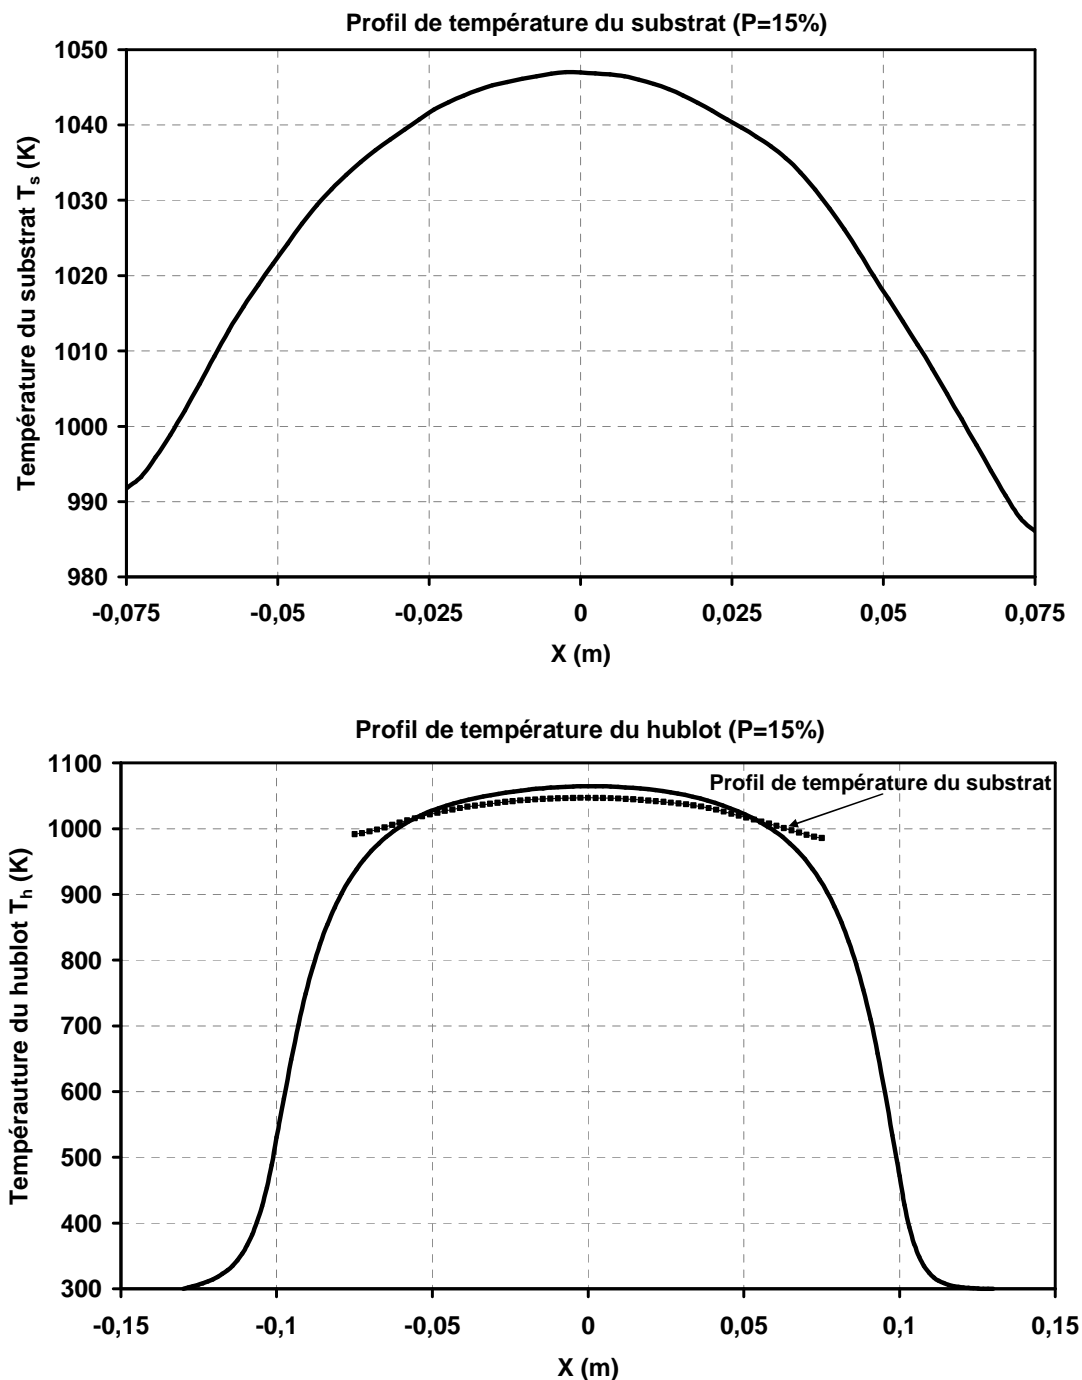 Profil de température du substrat (P=15%)
1050
1040
1030
1020
1010
1000
990
980
Température du substrat Ts (K)
-0,075 -0,05 -0,025 0 0,025 0,05 0,075
X (m)
Profil de température du hublot (P=15%)
1100
1000
900
800
700
600
500
400
300
Températuture du hublot Th (K)
Profil de température du substrat
-0,15 -0,1 -0,05 0 0,05 0,1 0,15
X (m)